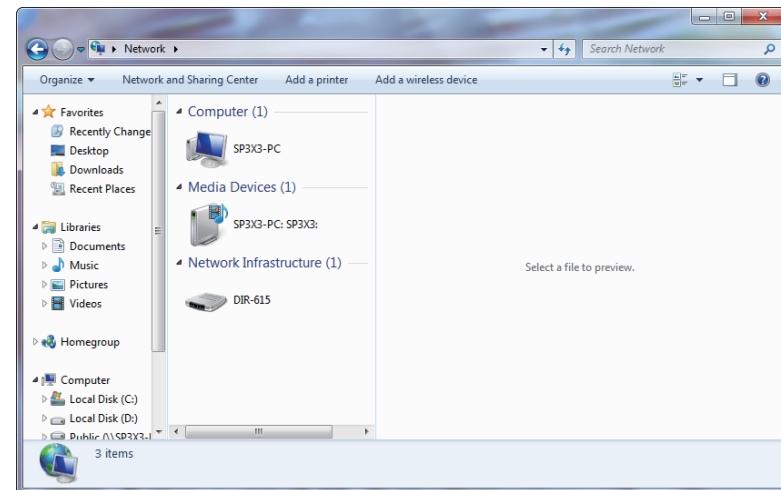 Network
Search Network
Organize
Network and Sharing Center
Add a printer
Add a wireless device
Favorites
Recently Change
Desktop
Downloads
Recent Places
Libraries
Documents
Music
Pictures
Videos
Homegroup
Computer
Local Disk (C:)
Local Disk (D:)
Public (\\SP3X3-
Computer (1)
SP3X3-PC
Media Devices (1)
SP3X3-PC: SP3X3:
Network Infrastructure (1)
DIR-615
Select a file to preview.
3 items